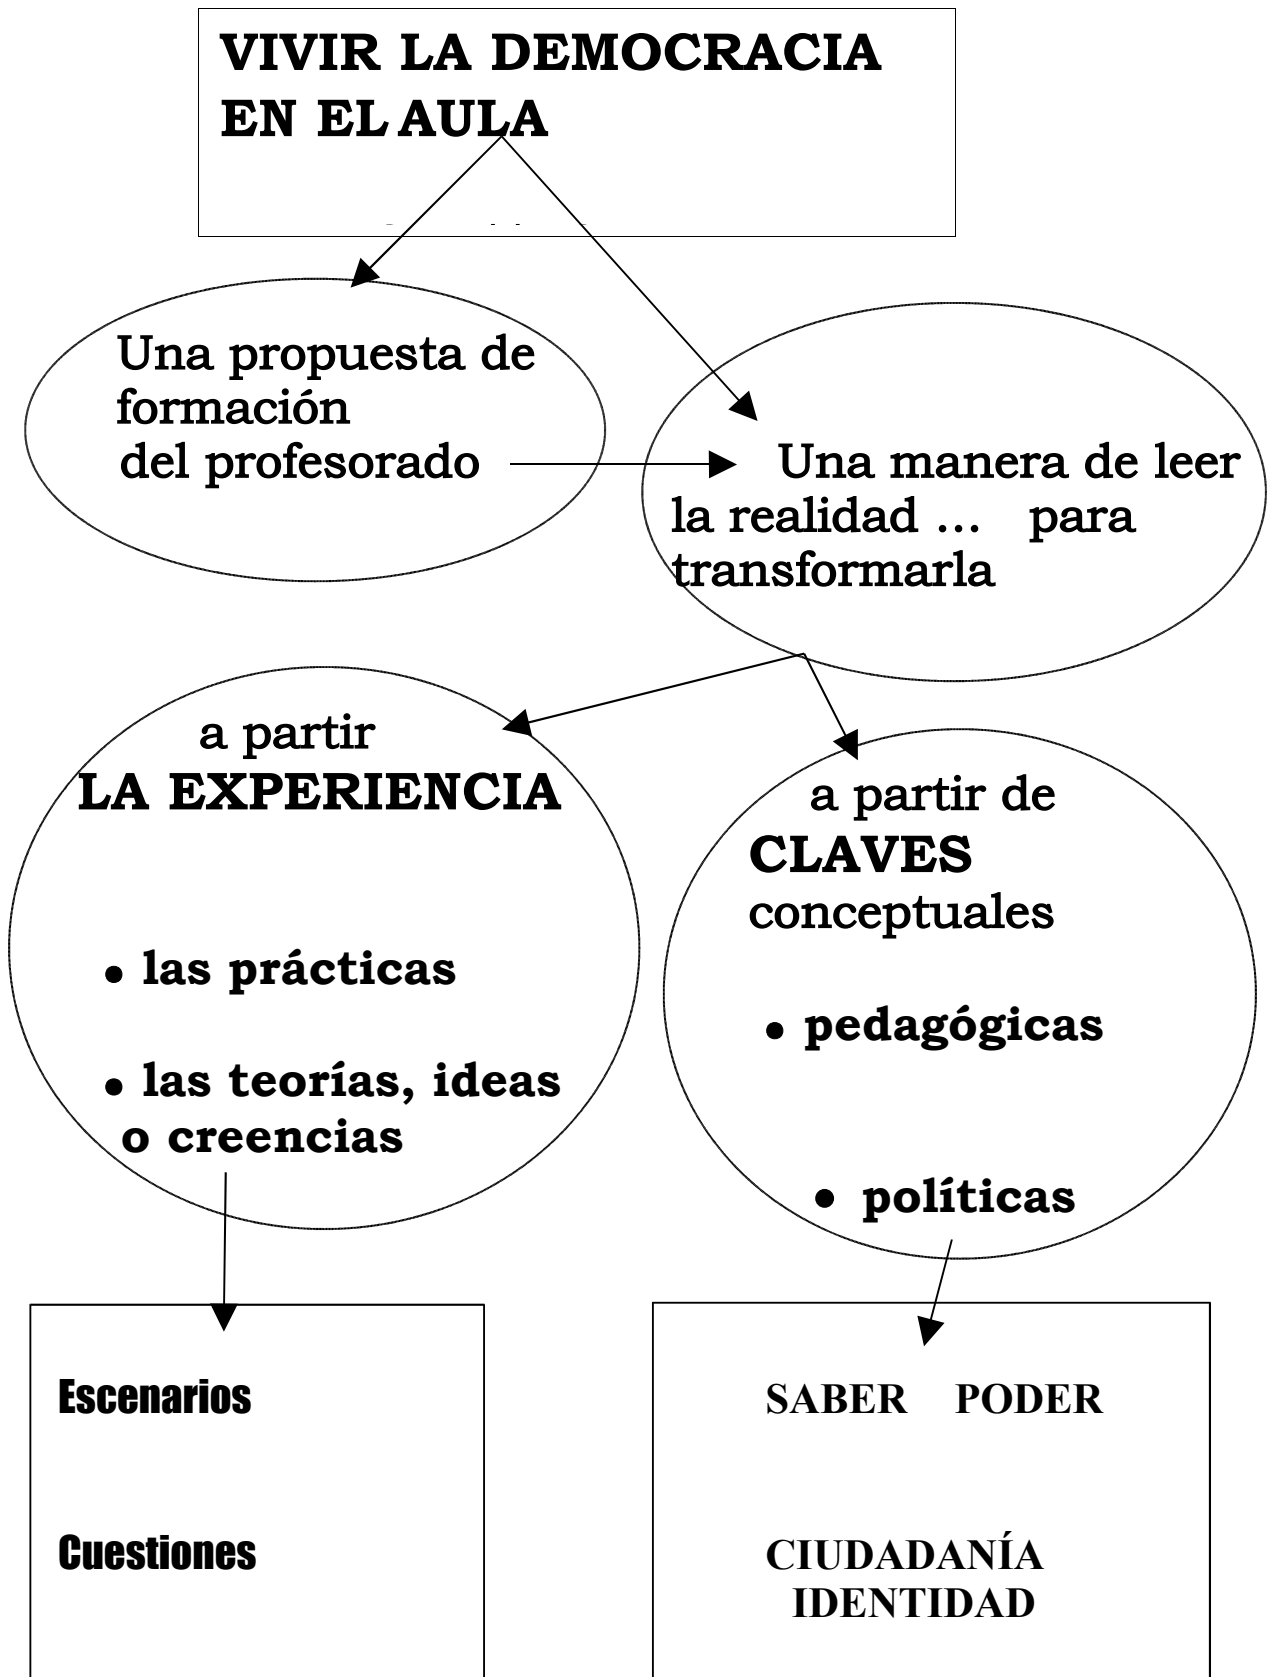 VIVIR LA DEMOCRACIA
EN EL AULA
Una propuesta de
formación
del profesorado
Una manera de leer
la realidad ... para
transformarla
a partir
LA EXPERIENCIA
• las prácticas
• las teorías, ideas
o creencias
a partir de
CLAVES
conceptuales
• pedagógicas
• políticas
Escenarios
Cuestiones
SABER PODER
CIUDADANÍA
IDENTIDAD